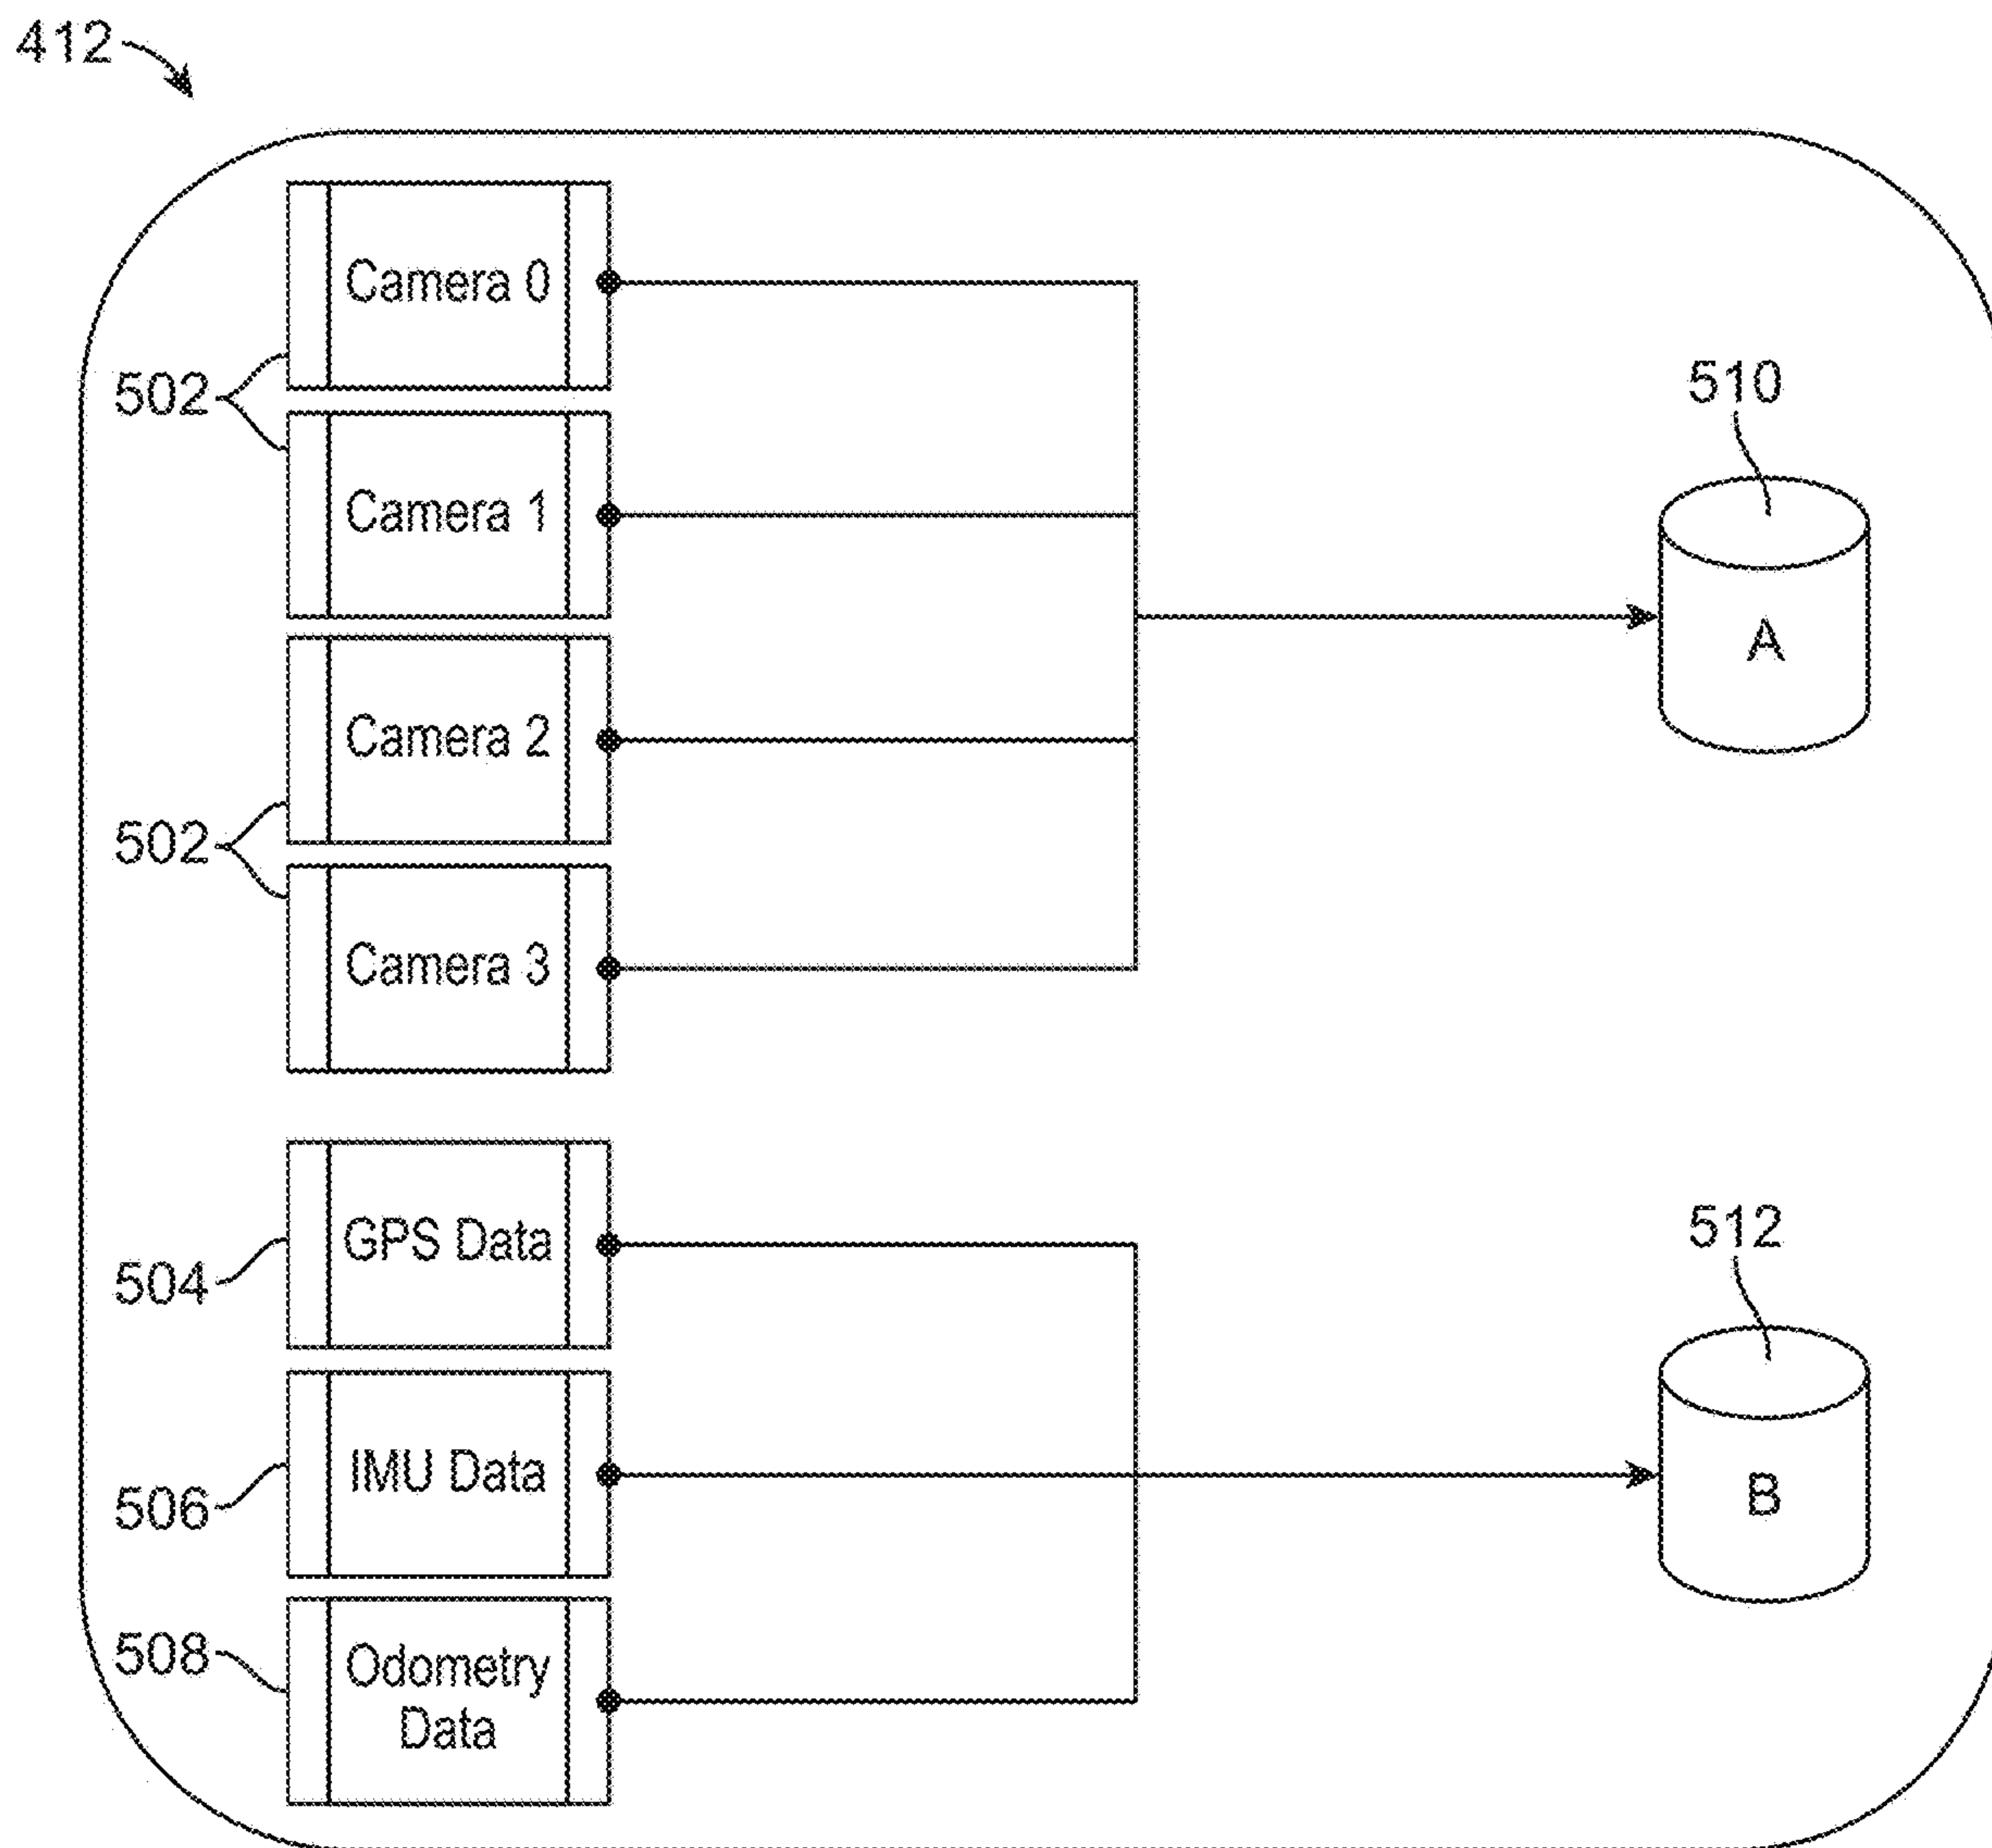 412
Camera 0
502
Camera 1
510
A
Camera 2
502
Camera 3
GPS Data
504
512
IMU Data
506
B
508
Odometry
Data